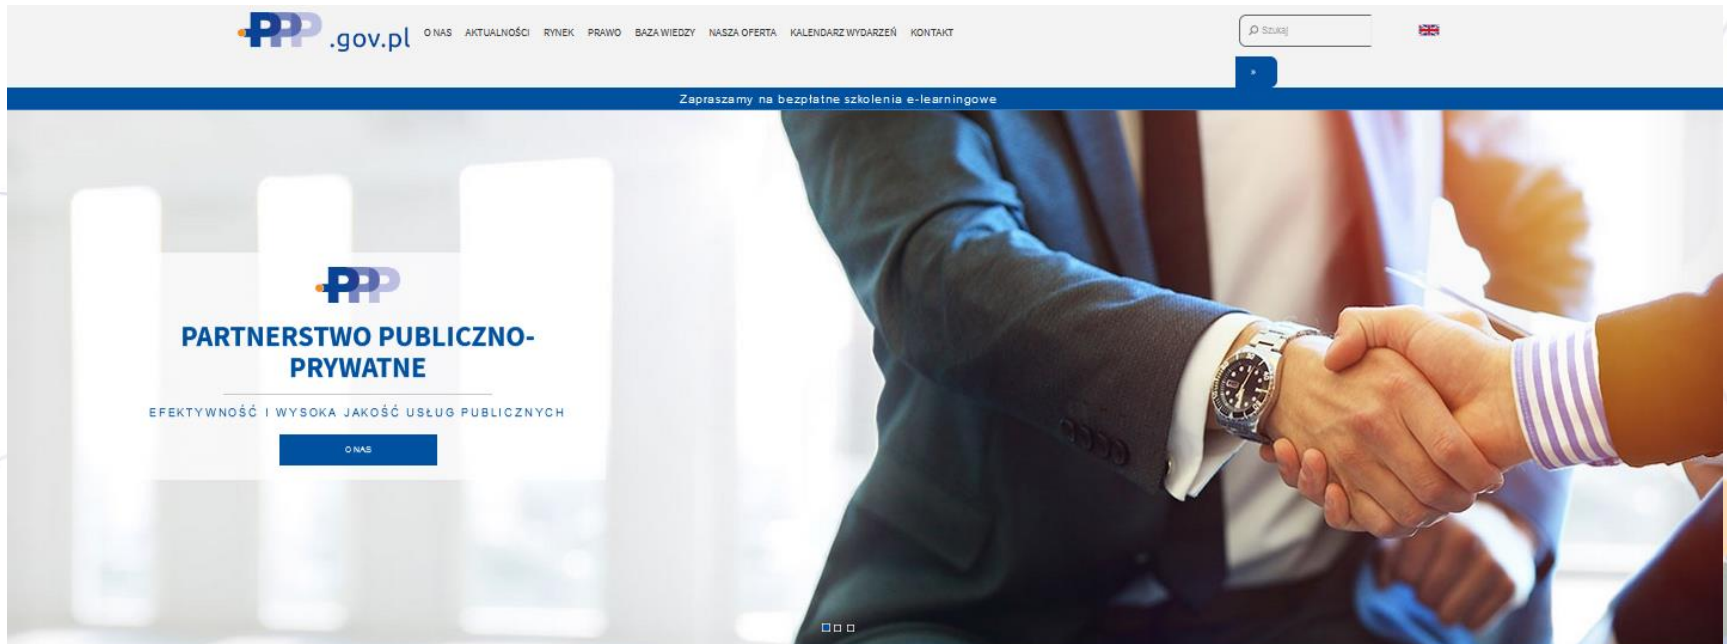 PPP.gov.pl
O NAS AKTUALNOŚCI RYNEK PRAWO BAZA WIEDZY NASZA OFERTA KALENDARZ WYDARZEŃ KONTAKT
Szukaj
»
Zapraszamy na bezpłatne szkolenia e-learningowe
PPP
PARTNERSTWO PUBLICZNO-
PRYWATNE
EFEKTYWNOŚĆ I WYSOKA JAKOŚĆ USŁUG PUBLICZNYCH
O NAS